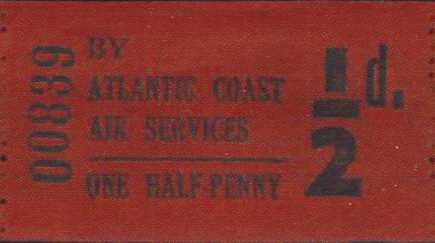 00839
BY
ATLANTIC COAST
AIR SERVICES
ONE HALF-PENNY
1/2d.